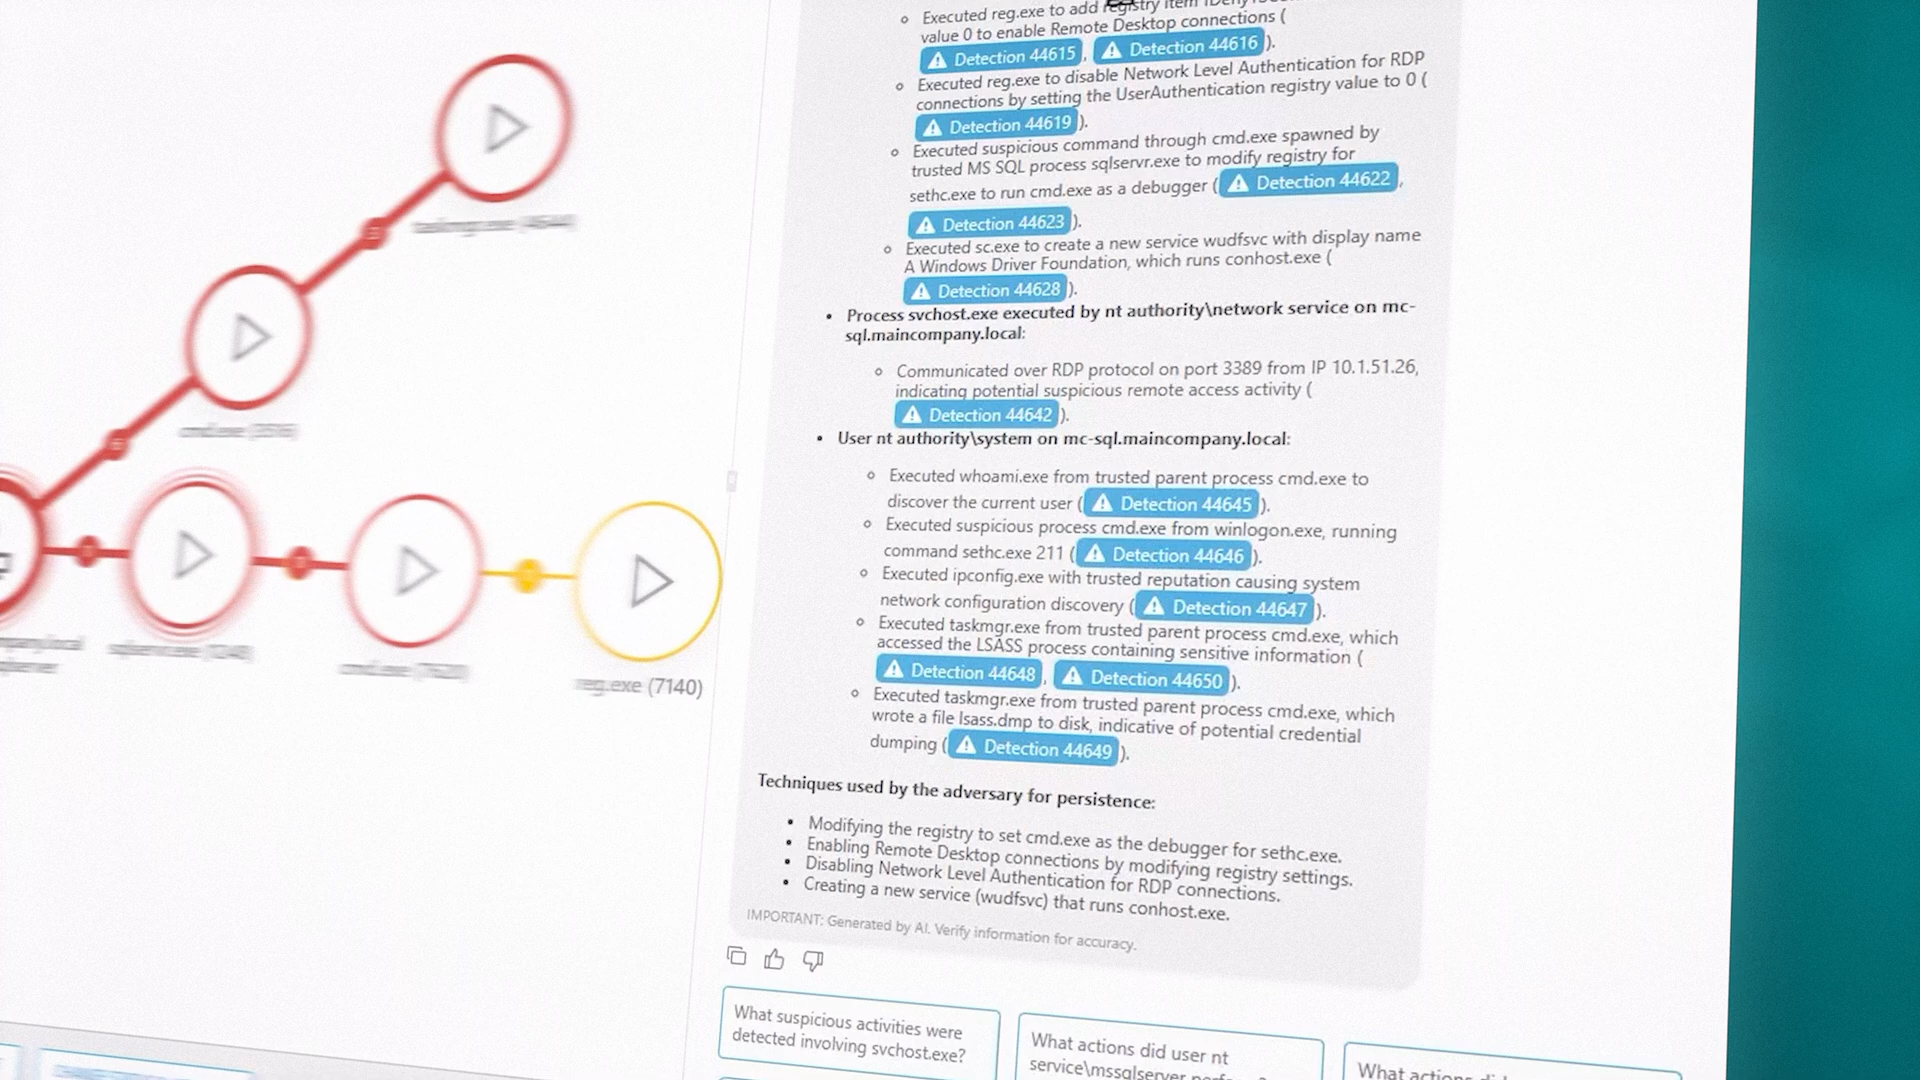 Executed reg.exe to add registry item
value 0 to enable Remote Desktop connections (
Detection 44615, Detection 44616).
Executed reg.exe to disable Network Level Authentication for RDP
connections by setting the UserAuthentication registry value to 0 (
Detection 44619).
Executed suspicious command through cmd.exe spawned by
trusted MS SQL process sqlservr.exe to modify registry for
sethc.exe to run cmd.exe as a debugger (Detection 44622,
Detection 44623).
Executed sc.exe to create a new service wudfsvc with display name
A Windows Driver Foundation, which runs conhost.exe (
Detection 44628).
Process svchost.exe executed by nt authority\network service on mc-
sql.maincompany.local:
Communicated over RDP protocol on port 3389 from IP 10.1.51.26,
indicating potential suspicious remote access activity (
Detection 44642).
User nt authority\system on mc-sql.maincompany.local:
Executed whoami.exe from trusted parent process cmd.exe to
discover the current user (Detection 44645).
Executed suspicious process cmd.exe from winlogon.exe, running
command sethc.exe 211 (Detection 44646).
Executed ipconfig.exe with trusted reputation causing system
network configuration discovery (Detection 44647).
Executed taskmgr.exe from trusted parent process cmd.exe, which
accessed the LSASS process containing sensitive information (
Detection 44648, Detection 44650).
Executed taskmgr.exe from trusted parent process cmd.exe, which
wrote a file lsass.dmp to disk, indicative of potential credential
dumping (Detection 44649).
Techniques used by the adversary for persistence:
Modifying the registry to set cmd.exe as the debugger for sethc.exe.
Enabling Remote Desktop connections by modifying registry settings.
Disabling Network Level Authentication for RDP connections.
Creating a new service (wudfsvc) that runs conhost.exe.
IMPORTANT: Generated by AI. Verify information for accuracy.
What suspicious activities were
detected involving svchost.exe?
What actions did user nt
service\mssqlserver
What actions
taskmgr.exe (4644)
cmd.exe
sqlservr.exe
cmd.exe (7620)
reg.exe (7140)